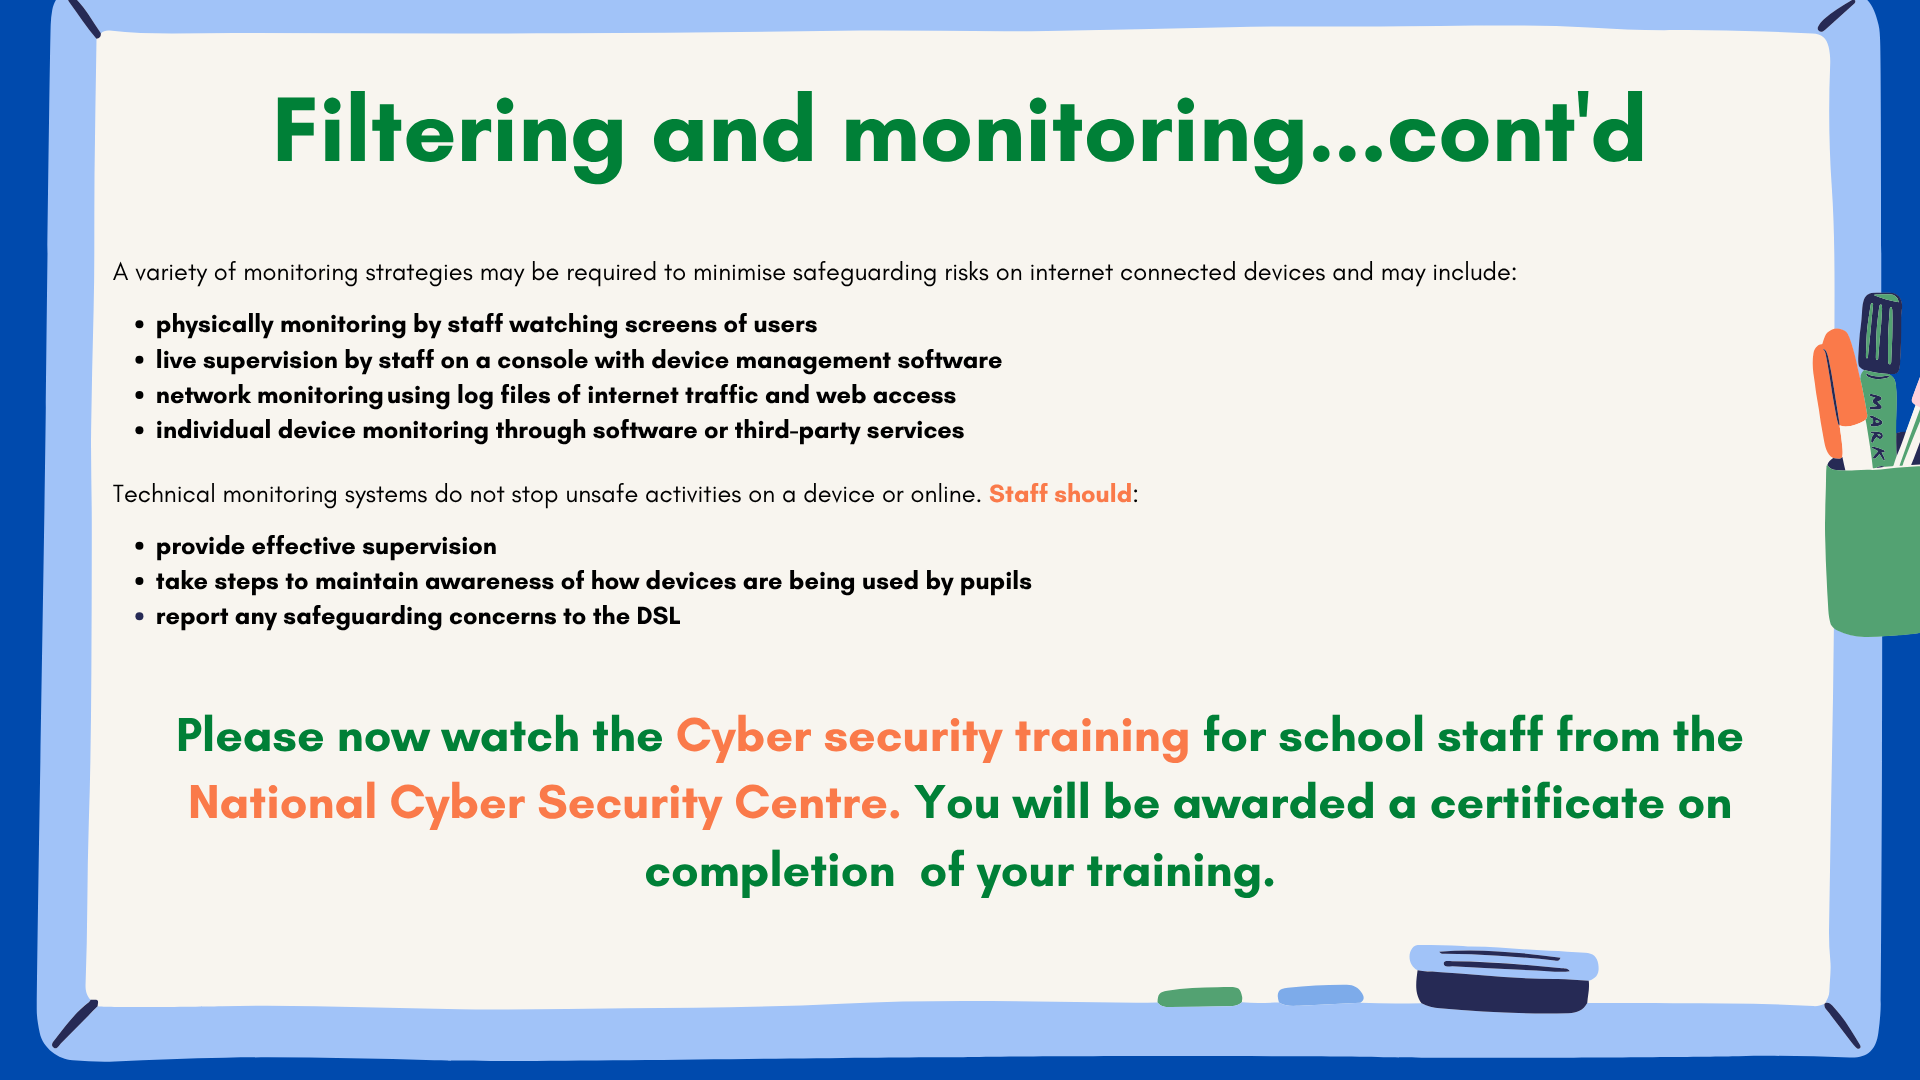 Filtering and monitoring...cont'd
A variety of monitoring strategies may be required to minimise safeguarding risks on internet connected devices and may include:
• physically monitoring by staff watching screens of users
• live supervision by staff on a console with device management software
• network monitoring using log files of internet traffic and web access
• individual device monitoring through software or third-party services
Technical monitoring systems do not stop unsafe activities on a device or online. Staff should:
• provide effective supervision
• take steps to maintain awareness of how devices are being used by pupils
• report any safeguarding concerns to the DSL
MARK
Please now watch the Cyber security training for school staff from the
National Cyber Security Centre. You will be awarded a certificate on
completion  of your training.